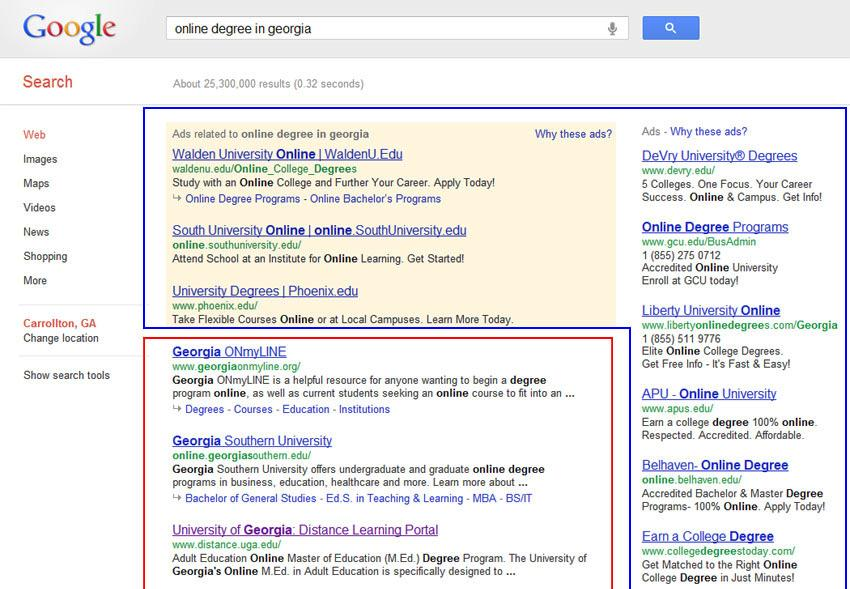 Google
online degree in georgia
Search
About 25,300,000 results (0.32 seconds)
Web
Images
Maps
Videos
News
Shopping
More
Carrollton, GA
Change location
Show search tools
Ads related to online degree in georgia
Why these ads?
Walden University Online | WaldenU.Edu
waldenu.edu/Online_College_Degrees
Study with an Online College and Further Your Career. Apply Today!
Online Degree Programs - Online Bachelor's Programs
South University Online | online.SouthUniversity.edu
online.southuniversity.edu/
Attend School at an Institute for Online Learning. Get Started!
University Degrees | Phoenix.edu
www.phoenix.edu/
Take Flexible Courses Online or at Local Campuses. Learn More Today.
Georgia ONmyLINE
www.georgiaonmyline.org/
Georgia ONmyLINE is a helpful resource for anyone wanting to begin a degree
program online, as well as current students seeking an online course to fit into an ...
Degrees - Courses - Education - Institutions
Georgia Southern University
online.georgiasouthern.edu/
Georgia Southern University offers undergraduate and graduate online degree
programs in business, education, healthcare and more. Learn more about ...
Bachelor of General Studies - Ed.S. in Teaching & Learning - MBA - BS/IT
University of Georgia: Distance Learning Portal
www.distance.uga.edu/
Adult Education Online Master of Education (M.Ed.) Degree Program. The University of
Georgia's Online M.Ed. in Adult Education is specifically designed to ...
Ads - Why these ads?
DeVry University® Degrees
www.devry.edu/
5 Colleges. One Focus. Your Career
Success. Online & Campus. Get Info!
Online Degree Programs
www.gcu.edu/BusAdmin
1 (855) 275 0712
Accredited Online University
Enroll at GCU today!
Liberty University Online
www.libertyonlinedegrees.com/Georgia
1 (855) 511 9776
Elite Online College Degrees.
Get Free Info - It's Fast & Easy!
APU - Online University
www.apus.edu/
Earn a college degree 100% online.
Respected. Accredited. Affordable.
Belhaven- Online Degree
online.belhaven.edu/
Accredited Bachelor & Master Degree
Programs- 100% Online. Apply Today!
Earn a College Degree
www.collegedegreestoday.com/
Get Matched to the Right Online
College Degree in Just Minutes!